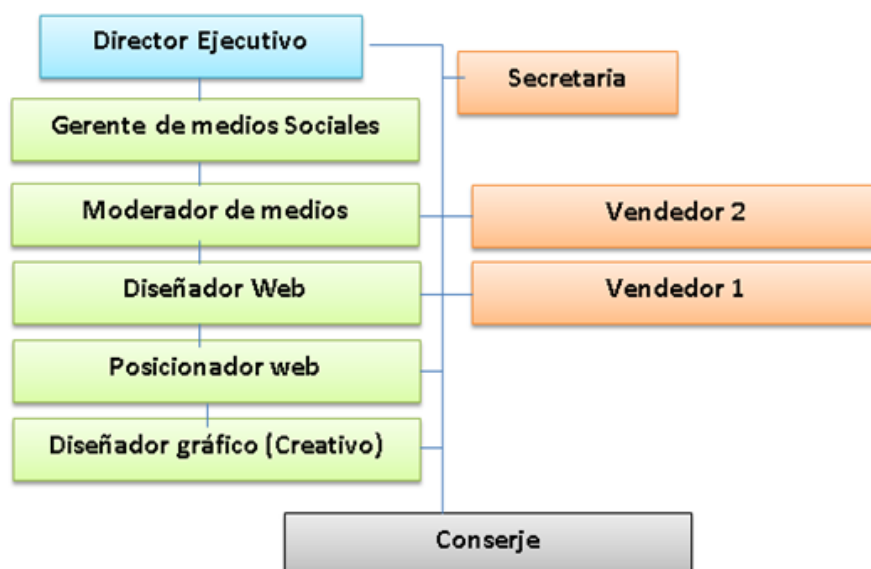 Director Ejecutivo
Secretaria
Gerente de medios Sociales
Moderador de medios
Vendedor 2
Diseñador Web
Vendedor 1
Posicionador web
Diseñador gráfico (Creativo)
Conserje